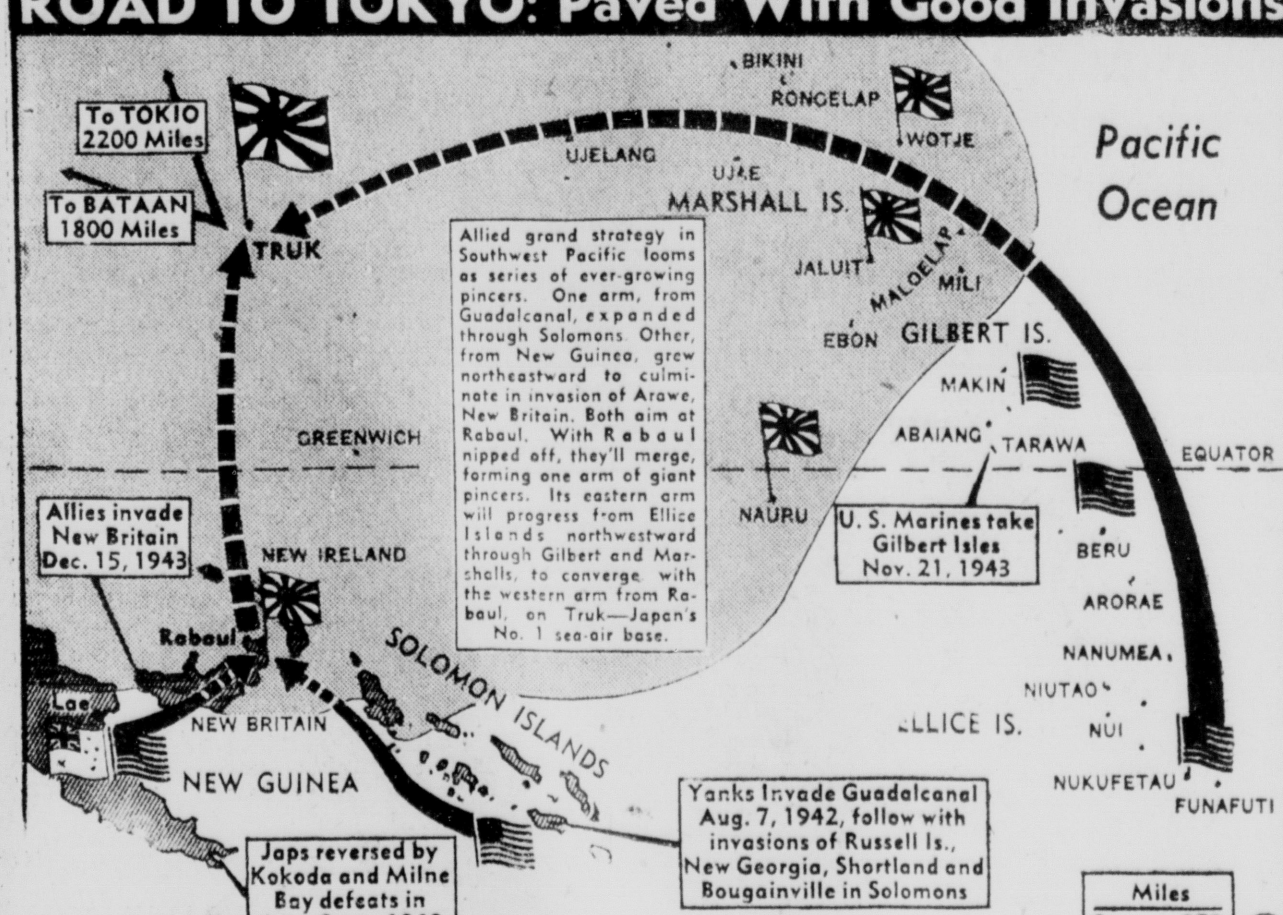 ROAD TO TOKYO: Paved With Good Invasions
BIKINI
RONGELAP
WOTJE
Pacific
Ocean
To TOKIO
2200 Miles
To BATAAN
1800 Miles
TRUK
UJELANG
UJAE
MARSHALL IS.
JALUIT
MALOELAP
MILI
EBON
GILBERT IS.
MAKIN
ABAIANG
TARAWA
EQUATOR
Allied grand strategy in
Southwest Pacific looms
as series of ever-growing
pincers. One arm, from
Guadalcanal, expanded
through Solomons. Other,
from New Guinea, grew
northeastward to culmi-
nate in invasion of Arawe,
New Britain. Both aim at
Rabaul. With Rabaul
nipped off, they'll merge,
forming one arm of giant
pincers. Its eastern arm
will progress from Ellice
Islands northwestward
through Gilbert and Mar-
shalls, to converge with
the western arm from Ra-
baul, on Truk—Japan's
No. 1 sea-air base.
GREENWICH
NAURU
U. S. Marines take
Gilbert Isles
Nov. 21, 1943
BERU
ARORAE
NANUMEA
NIUTAO
ELLICE IS.
NUI
NUKUFETAU
FUNAFUTI
Allies invade
New Britain
Dec. 15, 1943
NEW IRELAND
Rabaul
SOLOMON ISLANDS
Lae
NEW BRITAIN
NEW GUINEA
Yanks Invade Guadalcanal
Aug. 7, 1942, follow with
invasions of Russell Is.,
New Georgia, Shortland and
Bougainville in Solomons
Japs reversed by
Kokoda and Milne
Bay defeats in
Miles